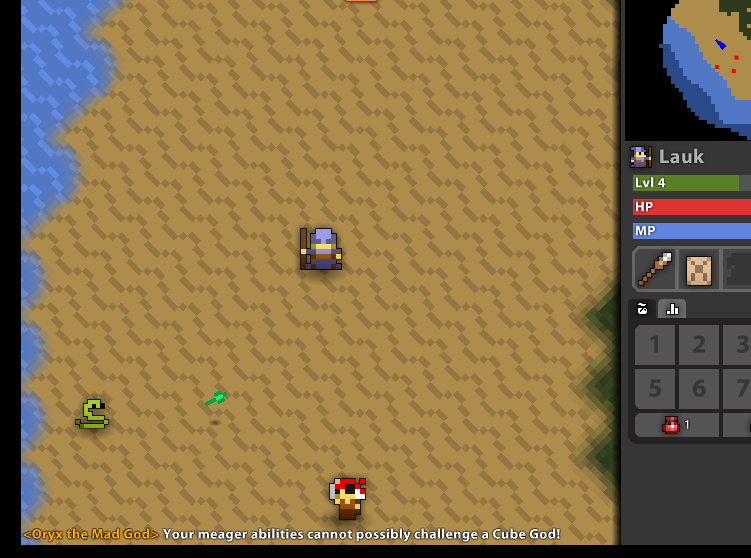 Lauk
Lvl 4
HP
MP
1 2 3
5 6 7
1
<Oryx the Mad God> Your meager abilities cannot possibly challenge a Cube God!